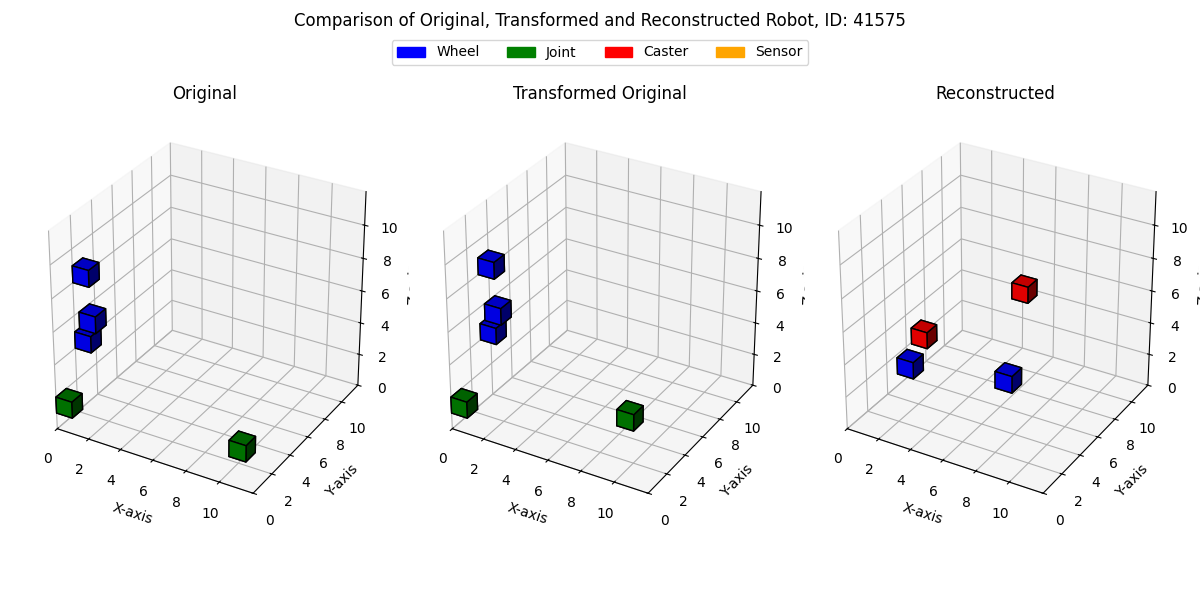 Comparison of Original, Transformed and Reconstructed Robot, ID: 41575
Wheel Joint Caster Sensor
Original Transformed Original Reconstructed
10 10 10
8 8 8
6 6 6
4 4 4
2 2 2
0 0 0
0 2 4 6 8 10 0 2 4 6 8 10 0 2 4 6 8 10
0 2 4 6 8 10 0 2 4 6 8 10 0 2 4 6 8 10
X-axis Y-axis X-axis Y-axis X-axis Y-axis